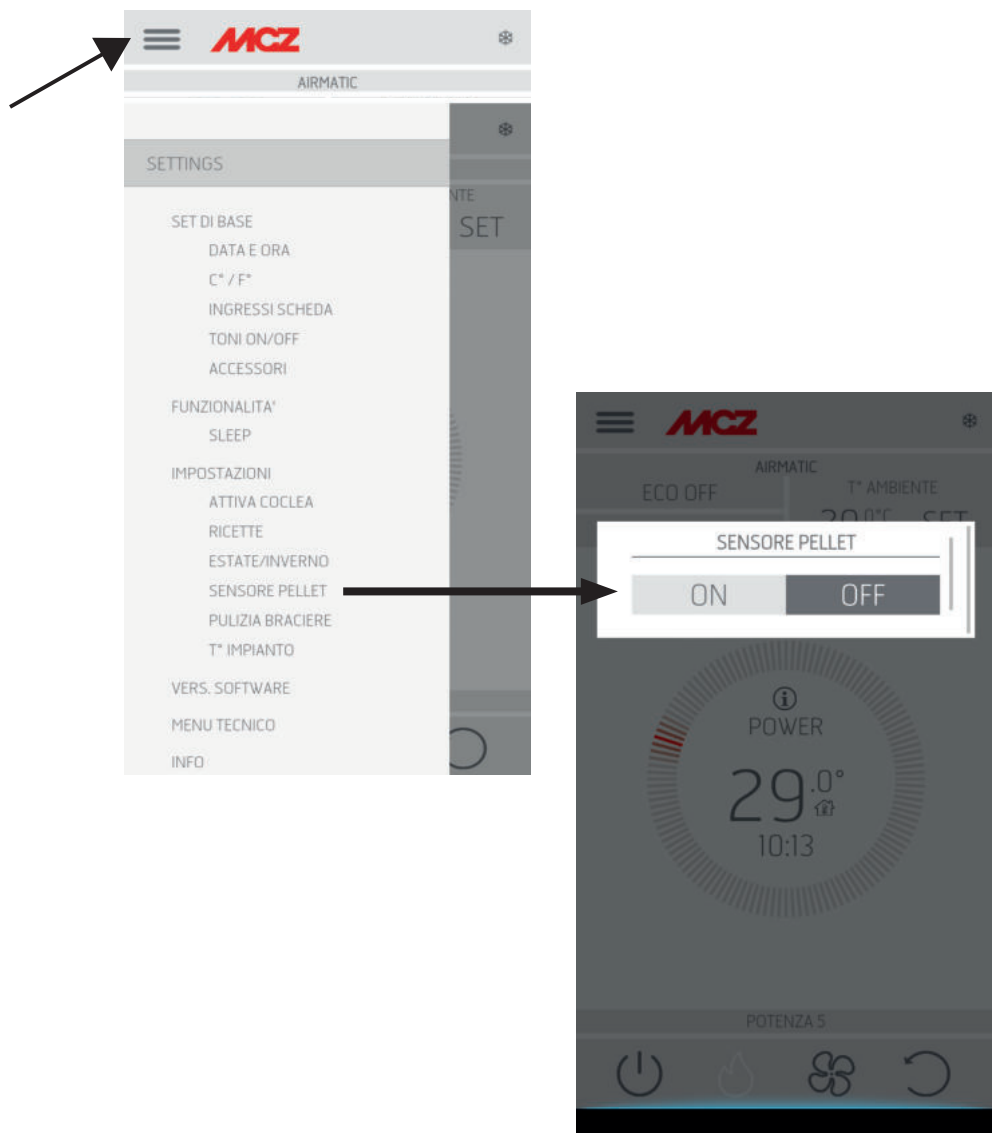 MCZ
AIRMATIC
SETTINGS
NTE
SET
SET DI BASE
DATA E ORA
C° / F°
INGRESSI SCHEDA
TONI ON/OFF
ACCESSORI
FUNZIONALITA'
SLEEP
IMPOSTAZIONI
ATTIVA COCLEA
RICETTE
ESTATE/INVERNO
SENSORE PELLET
PULIZIA BRACIERE
T° IMPIANTO
VERS. SOFTWARE
MENU TECNICO
INFO
MCZ
AIRMATIC
ECO OFF
T° AMBIENTE
SET
SENSORE PELLET
ON OFF
POWER
29.0°
10:13
POTENZA 5